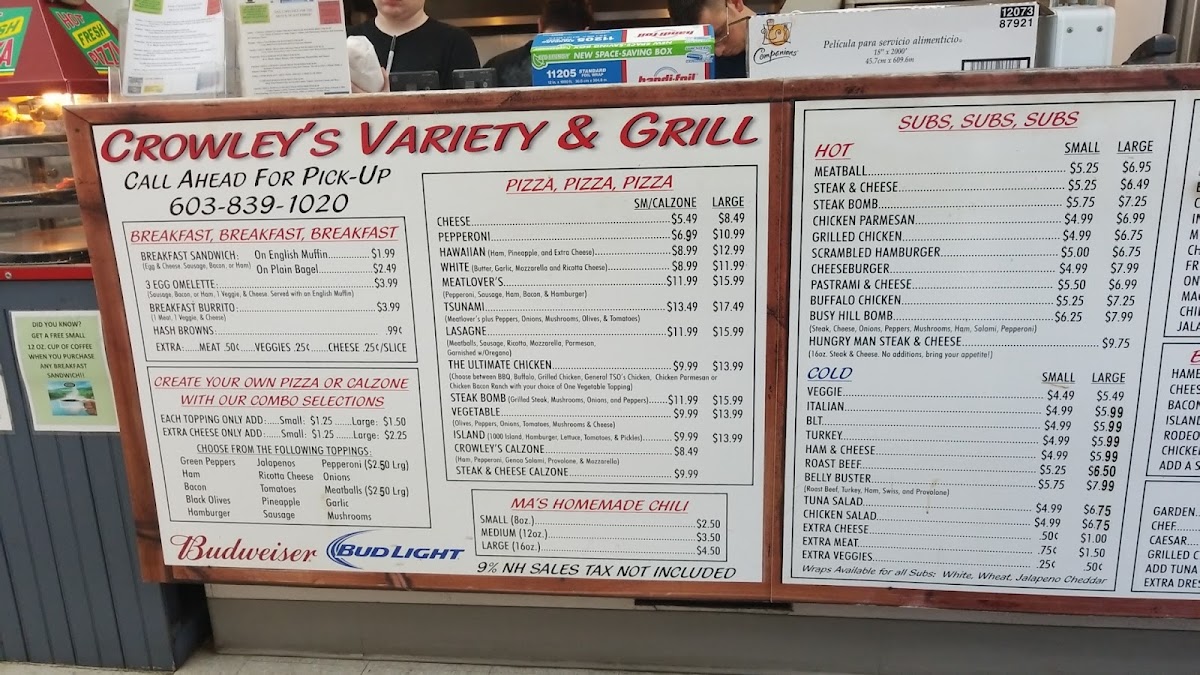 HOT
FRESH
PIZZA
11205 STANDARD
FOIL WRAP
NEW SPACE-SAVING BOX
handi-foil
handi-foil
Companions
Película para servicio alimenticio
18" x 2000'
45.7cm x 609.6m
12073
87921
CROWLEY'S VARIETY & GRILL
CALL AHEAD FOR PICK-UP
603-839-1020
BREAKFAST, BREAKFAST, BREAKFAST
BREAKFAST SANDWICH: On English Muffin..........$1.99
(Egg & Cheese, Sausage, Bacon, or Ham) On Plain Bagel..........$2.49
3 EGG OMELETTE..........$3.99
(Sausage, Bacon, or Ham, 1 Veggie, & Cheese. Served with an English Muffin)
BREAKFAST BURRITO..........$3.99
(1 Meat, 1 Veggie, & Cheese)
HASH BROWNS..........99¢
EXTRA......MEAT .50¢......VEGGIES .25¢......CHEESE .25¢/SLICE
DID YOU KNOW?
GET A FREE SMALL
12 OZ. CUP OF COFFEE
WHEN YOU PURCHASE
ANY BREAKFAST
SANDWICH!!
CREATE YOUR OWN PIZZA OR CALZONE
WITH OUR COMBO SELECTIONS
EACH TOPPING ONLY ADD:......Small: $1.25......Large: $1.50
EXTRA CHEESE ONLY ADD:......Small: $1.25......Large: $2.25
CHOOSE FROM THE FOLLOWING TOPPINGS:
Green Peppers Jalapenos Pepperoni ($2.50 Lrg)
Ham Ricotta Cheese Onions
Bacon Tomatoes Meatballs ($2.50 Lrg)
Black Olives Pineapple Garlic
Hamburger Sausage Mushrooms
Budweiser BUD LIGHT
PIZZA, PIZZA, PIZZA
SM/CALZONE LARGE
CHEESE..........$5.49 $8.49
PEPPERONI..........$6.99 $10.99
HAWAIIAN (Ham, Pineapple, and Extra Cheese)..........$8.99 $12.99
WHITE (Butter, Garlic, Mozzarella and Ricotta Cheese)..........$8.99 $11.99
MEATLOVER'S..........$11.99 $15.99
(Pepperoni, Sausage, Ham, Bacon, & Hamburger)
TSUNAMI..........$13.49 $17.49
(Meatlover's plus Peppers, Onions, Mushrooms, Olives, & Tomatoes)
LASAGNE..........$11.99 $15.99
(Meatballs, Sausage, Ricotta, Mozzarella, Parmesan,
Garnished w/Oregano)
THE ULTIMATE CHICKEN..........$9.99 $13.99
(Choose between BBQ, Buffalo, Grilled Chicken, General TSO's Chicken, Chicken Parmesan or
Chicken Bacon Ranch with your choice of One Vegetable Topping)
STEAK BOMB (Grilled Steak, Mushrooms, Onions, and Peppers)......$11.99 $15.99
VEGETABLE..........$9.99 $13.99
(Olives, Peppers, Onions, Tomatoes, Mushrooms & Cheese)
ISLAND (1000 Island, Hamburger, Lettuce, Tomatoes, & Pickles)..........$9.99 $13.99
CROWLEY'S CALZONE..........$8.49
(Ham, Pepperoni, Genoa Salami, Provolone, & Mozzarella)
STEAK & CHEESE CALZONE..........$9.99
MA'S HOMEMADE CHILI
SMALL (8oz.)..........$2.50
MEDIUM (12oz.)..........$3.50
LARGE (16oz.)..........$4.50
9% NH SALES TAX NOT INCLUDED
SUBS, SUBS, SUBS
HOT SMALL LARGE
MEATBALL..........$5.25 $6.95
STEAK & CHEESE..........$5.25 $6.49
STEAK BOMB..........$5.75 $7.25
CHICKEN PARMESAN..........$4.99 $6.99
GRILLED CHICKEN..........$4.99 $6.75
SCRAMBLED HAMBURGER..........$5.00 $6.75
CHEESEBURGER..........$4.99 $7.99
PASTRAMI & CHEESE..........$5.50 $6.99
BUFFALO CHICKEN..........$5.25 $7.25
BUSY HILL BOMB..........$6.25 $7.99
(Steak, Cheese, Onions, Peppers, Mushrooms, Ham, Salami, Pepperoni)
HUNGRY MAN STEAK & CHEESE..........$9.75
(16oz. Steak & Cheese. No additions, bring your appetite!)
COLD SMALL LARGE
VEGGIE..........$4.49 $5.49
ITALIAN..........$4.99 $5.99
BLT..........$4.99 $5.99
TURKEY..........$4.99 $5.99
HAM & CHEESE..........$4.99 $5.99
ROAST BEEF..........$5.25 $6.50
BELLY BUSTER..........$5.75 $7.99
(Roast Beef, Turkey, Ham, Swiss, and Provolone)
TUNA SALAD..........$4.99 $6.75
CHICKEN SALAD..........$4.99 $6.75
EXTRA CHEESE..........50¢ $1.00
EXTRA MEAT..........75¢ $1.50
EXTRA VEGGIES..........25¢ .50¢
Wraps Available for all Subs: White, Wheat, Jalapeno Cheddar
HAMB
CHEES
BACON
ISLAND
RODEO
CHICKE
ADD A S
GARDEN
CHEF
CAESAR
GRILLED C
ADD TUNA
EXTRA DRES